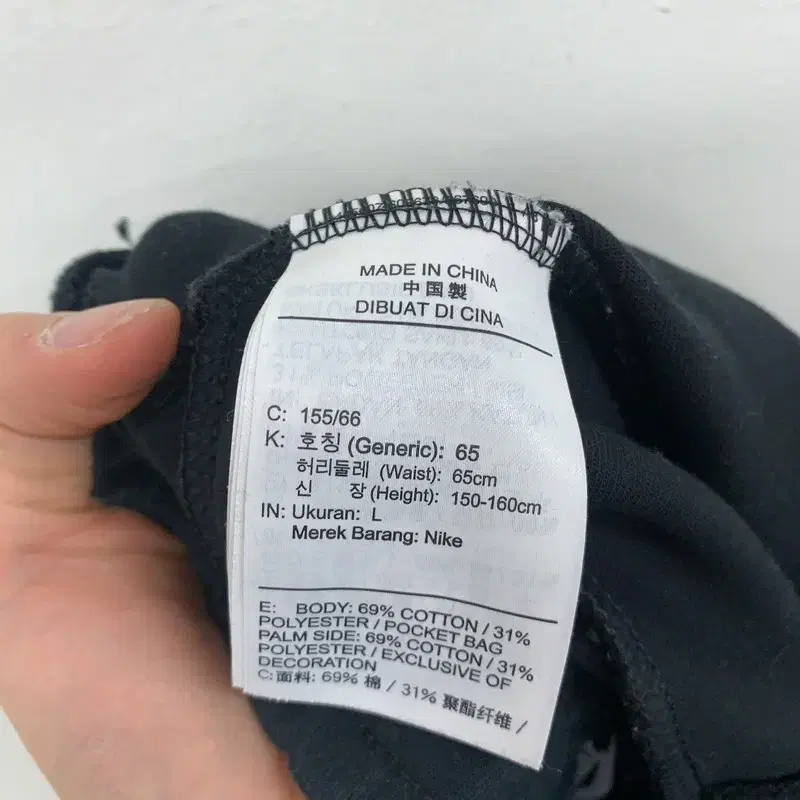 MADE IN CHINA
中国製
DIBUAT DI CINA
C: 155/66
K: 호칭 (Generic): 65
허리둘레 (Waist): 65cm
신 장 (Height): 150-160cm
IN: Ukuran: L
Merek Barang: Nike
E: BODY: 69% COTTON / 31%
POLYESTER / POCKET BAG
PALM SIDE: 69% COTTON / 31%
POLYESTER / EXCLUSIVE OF
DECORATION
C: 面料: 69% 棉 / 31% 聚酯纤维 /